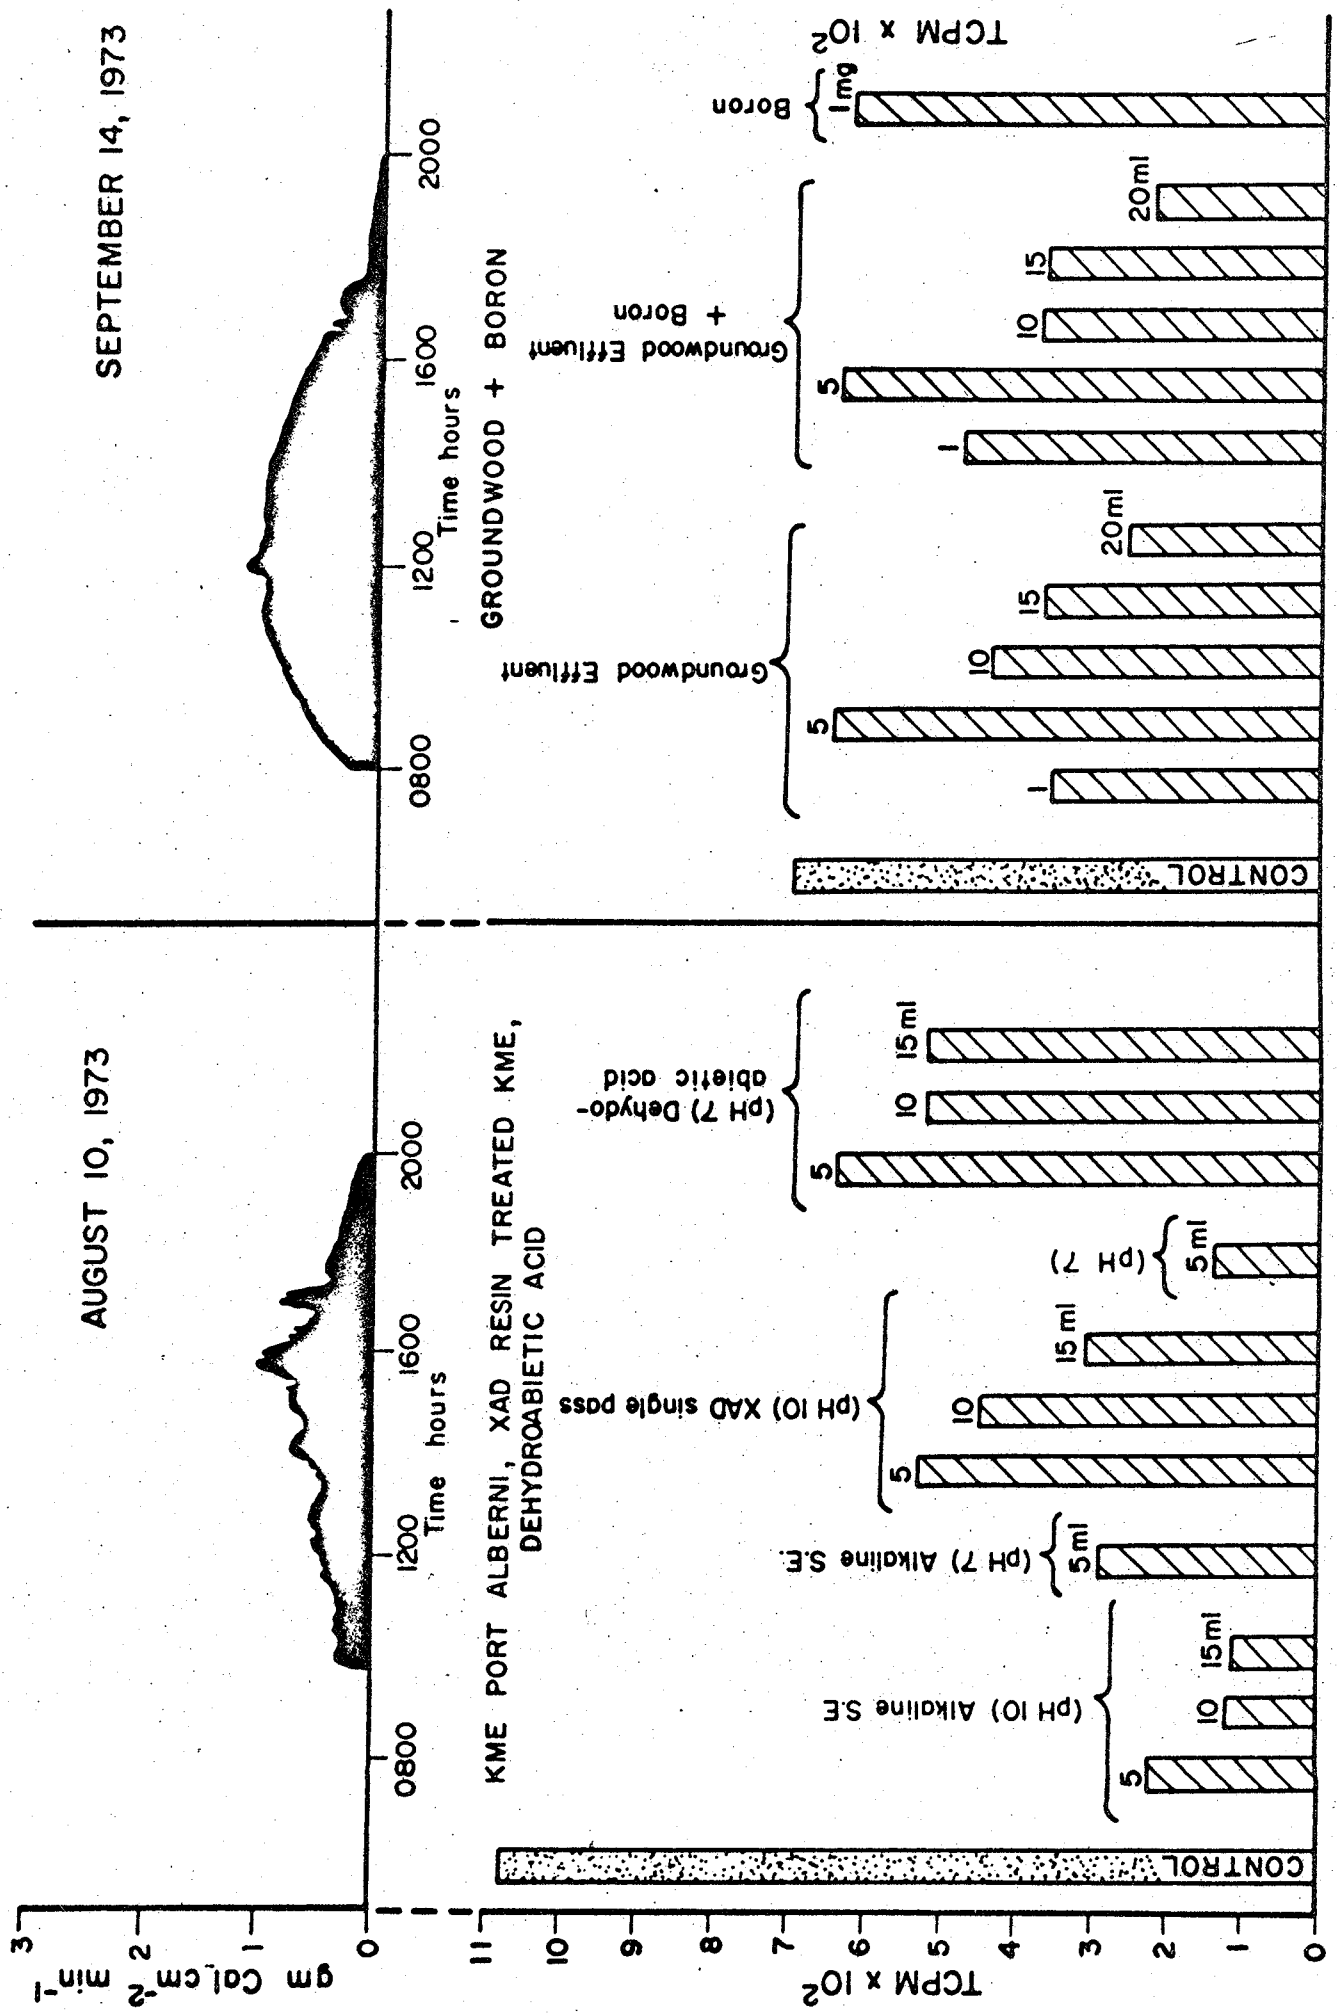 AUGUST 10, 1973
SEPTEMBER 14, 1973
gm Cal cm-2 min-1
3
2
1
0
0800
1200
1600
2000
Time hours
0800
1200
1600
2000
Time hours
KME PORT ALBERNI, XAD RESIN TREATED KME,
DEHYDROABIETIC ACID
GROUNDWOOD + BORON
TCPM x 10²
11
10
9
8
7
6
5
4
3
2
1
0
CONTROL
(pH 10) Alkaline S.E
5
10
15ml
(pH 7) Alkaline S.E.
5ml
(pH 10) XAD single pass
5
10
15 ml
(pH 7)
5 ml
(pH 7) Dehydo-
abietic acid
5
10
15ml
CONTROL
Groundwood Effluent
1
5
10
15
20ml
Groundwood Effluent
+ Boron
1
5
10
15
20ml
Boron
1mg
TCPM x 10²